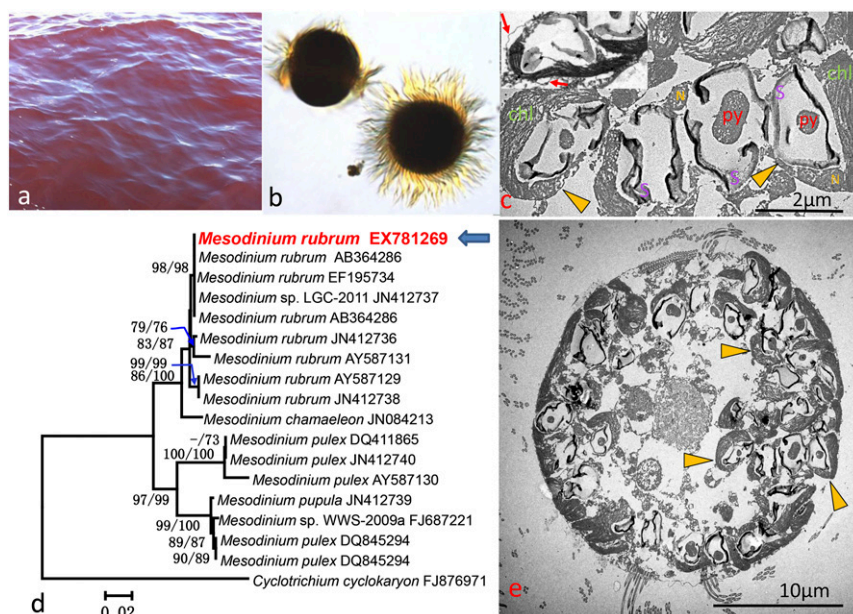 a
b
c
chl
N
S
py
S
S
py
chl
N
2µm
Mesodinium rubrum EX781269
Mesodinium rubrum AB364286
98/98
Mesodinium rubrum EF195734
Mesodinium sp. LGC-2011 JN412737
Mesodinium rubrum AB364286
79/76
Mesodinium rubrum JN412736
83/87
Mesodinium rubrum AY587131
99/99
Mesodinium rubrum AY587129
86/100
Mesodinium rubrum JN412738
Mesodinium chamaeleon JN084213
–/73
Mesodinium pulex DQ411865
100/100
Mesodinium pulex JN412740
Mesodinium pulex AY587130
97/99
Mesodinium pupula JN412739
99/100
Mesodinium sp. WWS-2009a FJ687221
89/87
Mesodinium pulex DQ845294
90/89
Mesodinium pulex DQ845294
Cyclotrichium cyclokaryon FJ876971
d
0.02
e
10µm